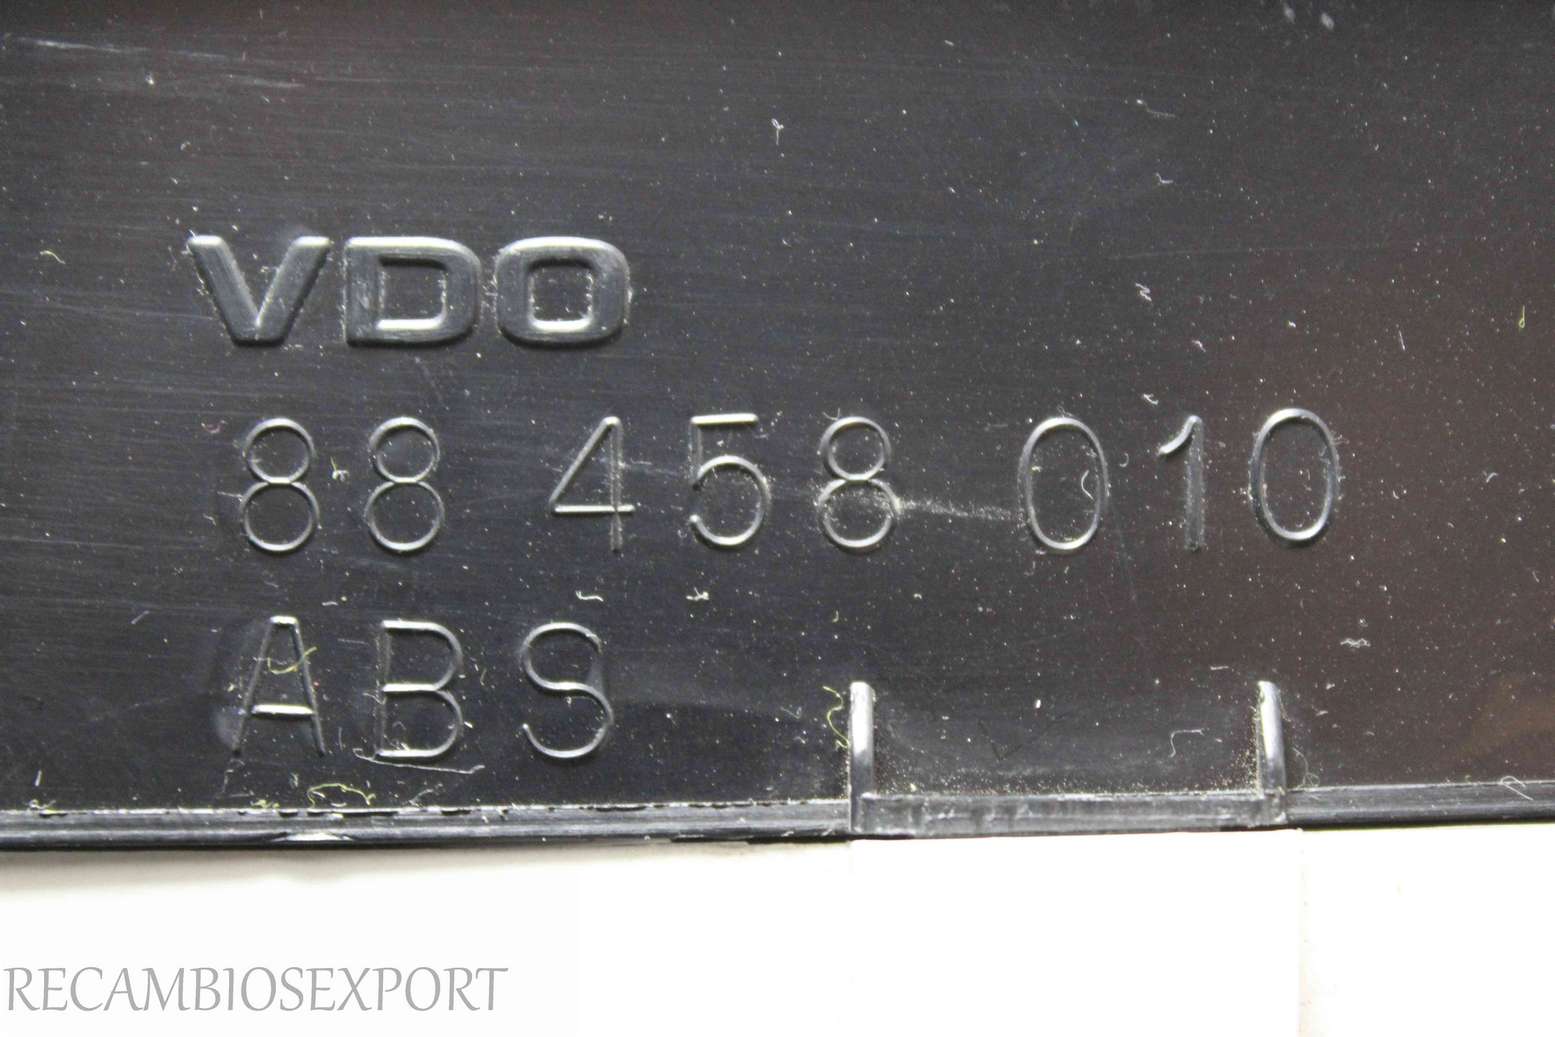 VDO
88 458 010
ABS
RECAMBIOSEXPORT